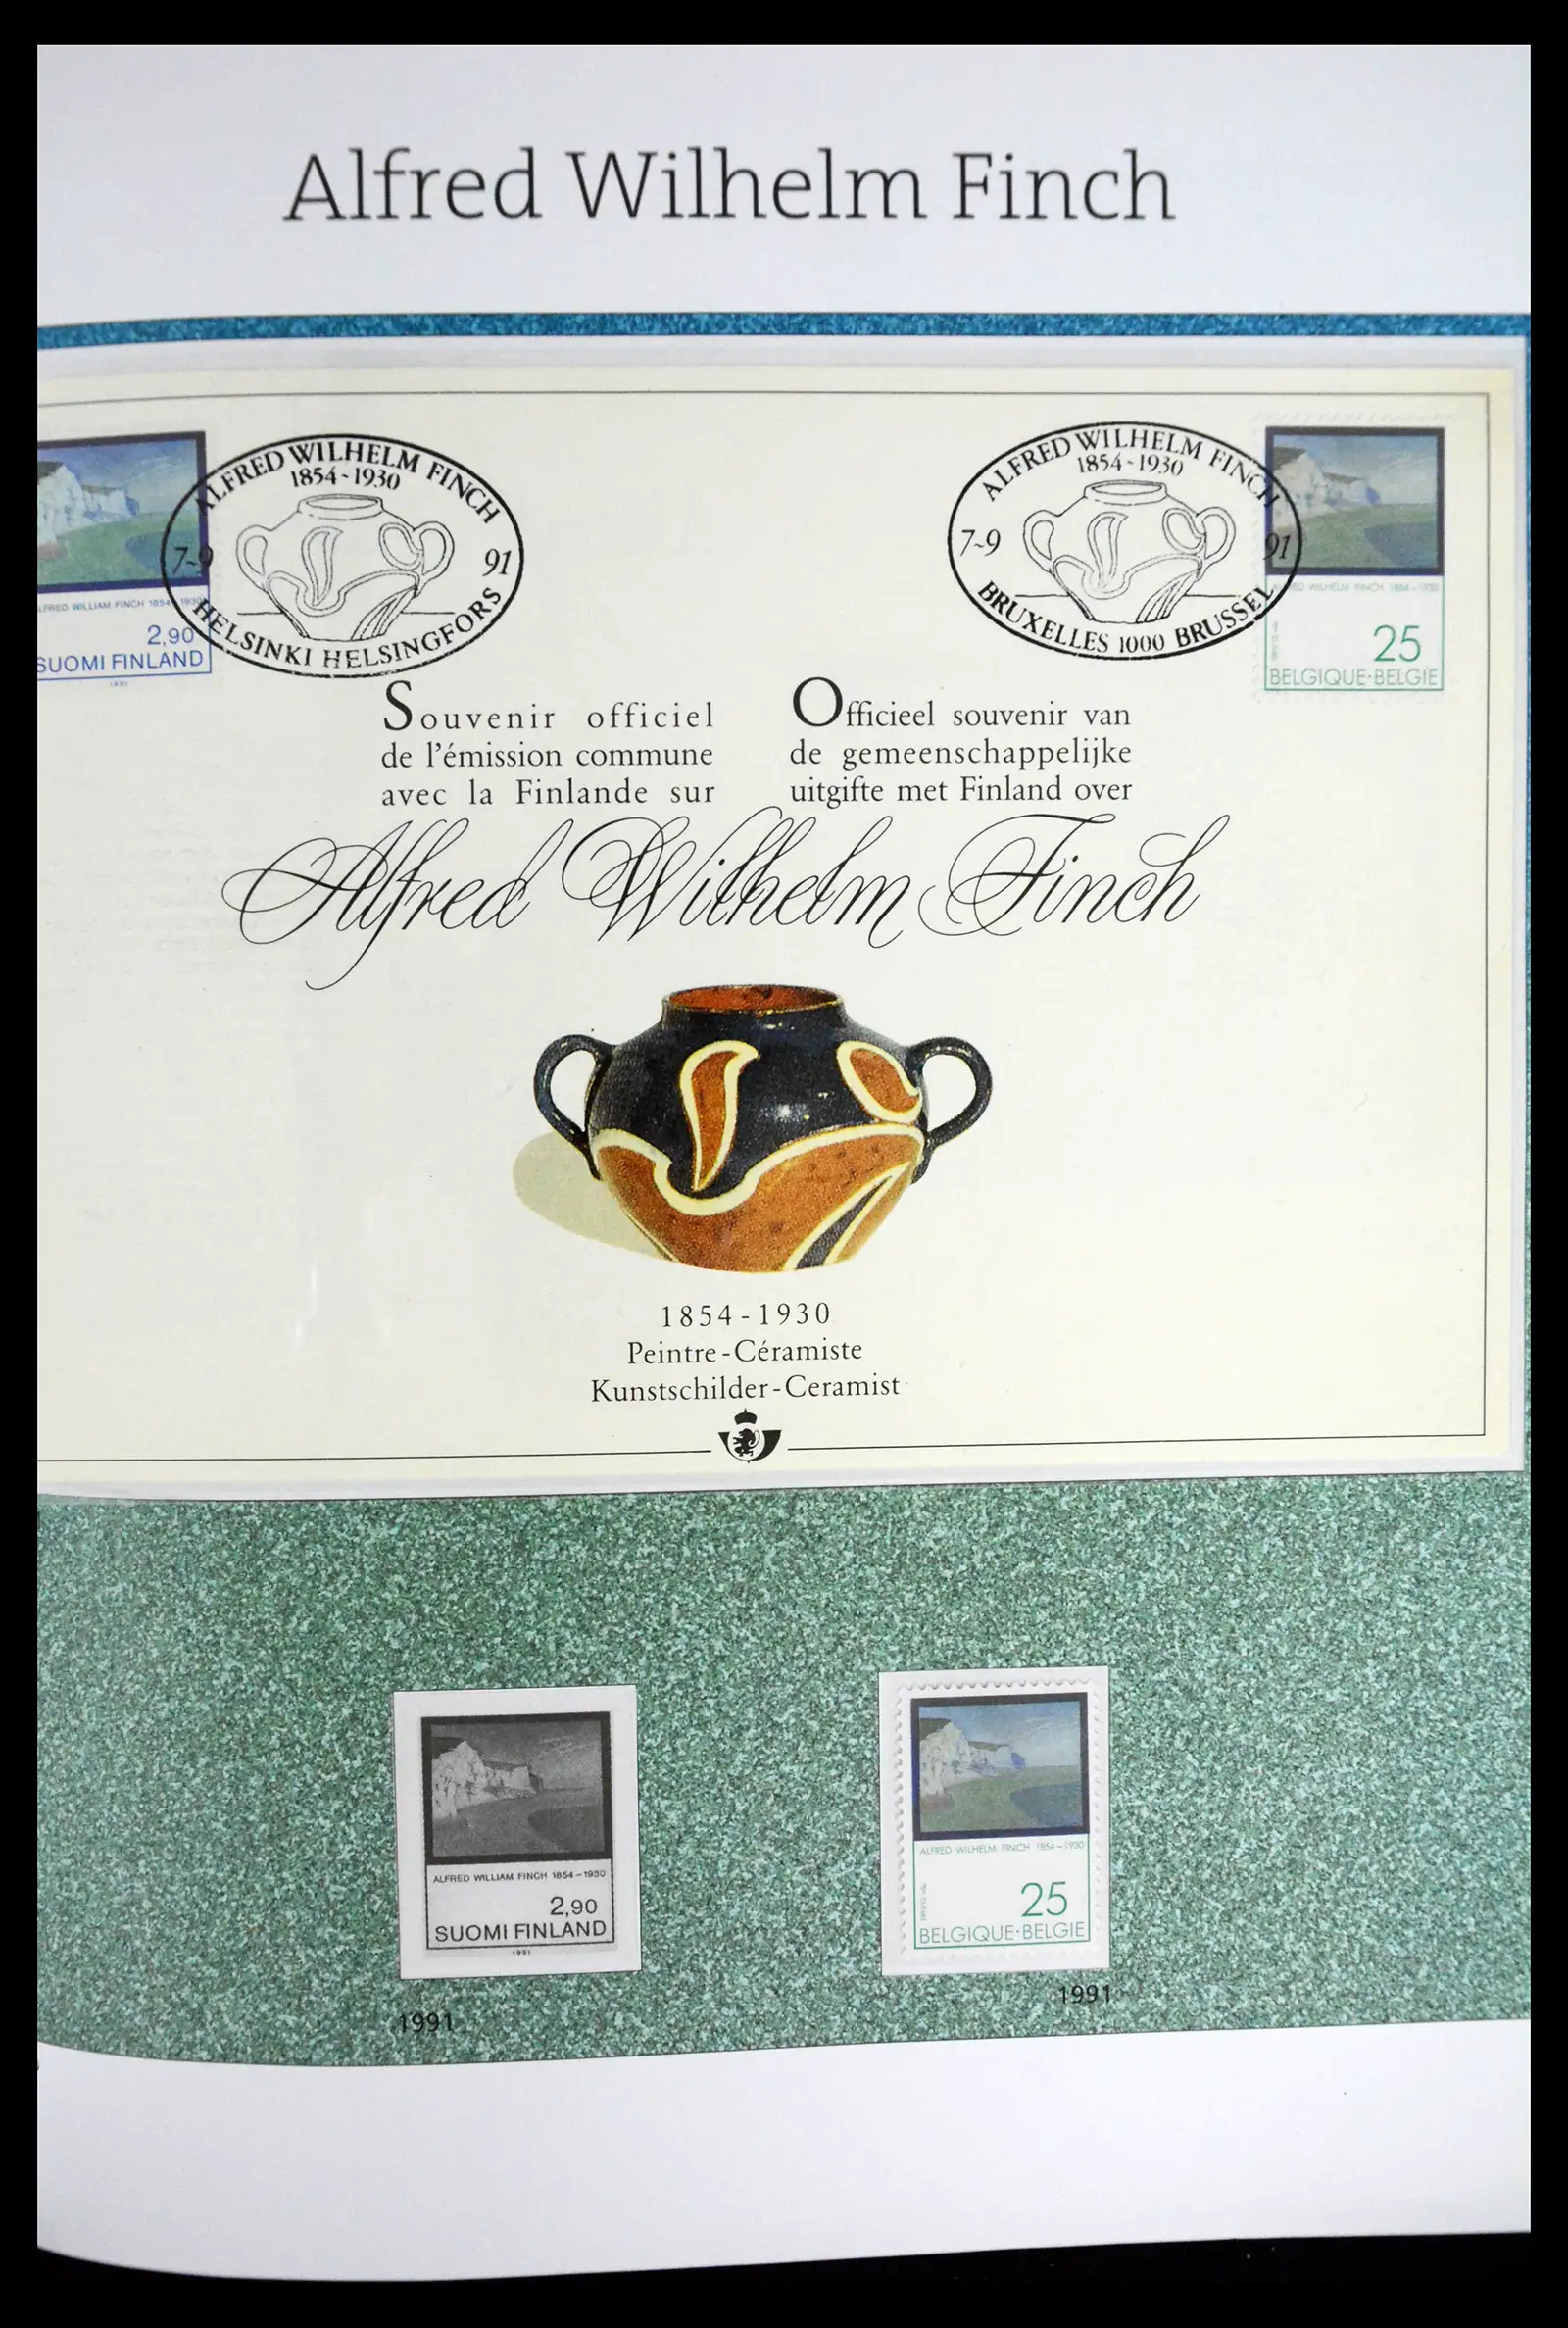 Alfred Wilhelm Finch
ALFRED WILHELM FINCH
1854-1930
7-9
91
HELSINKI HELSINGFORS
ALFRED WILLIAM FINCH 1854-1930
2,90
SUOMI FINLAND
1991
ALFRED WILHELM FINCH
1854-1930
7-9
91
BRUXELLES 1000 BRUSSEL
ALFRED WILHELM FINCH 1854-1930
25
BELGIQUE·BELGIE
Souvenir officiel
de l'émission commune
avec la Finlande sur
Officieel souvenir van
de gemeenschappelijke
uitgifte met Finland over
Alfred Wilhelm Finch
1854-1930
Peintre-Céramiste
Kunstschilder-Ceramist
ALFRED WILLIAM FINCH 1854-1930
2,90
SUOMI FINLAND
1991
1991
ALFRED WILHELM FINCH 1854-1930
25
BELGIQUE·BELGIE
1991